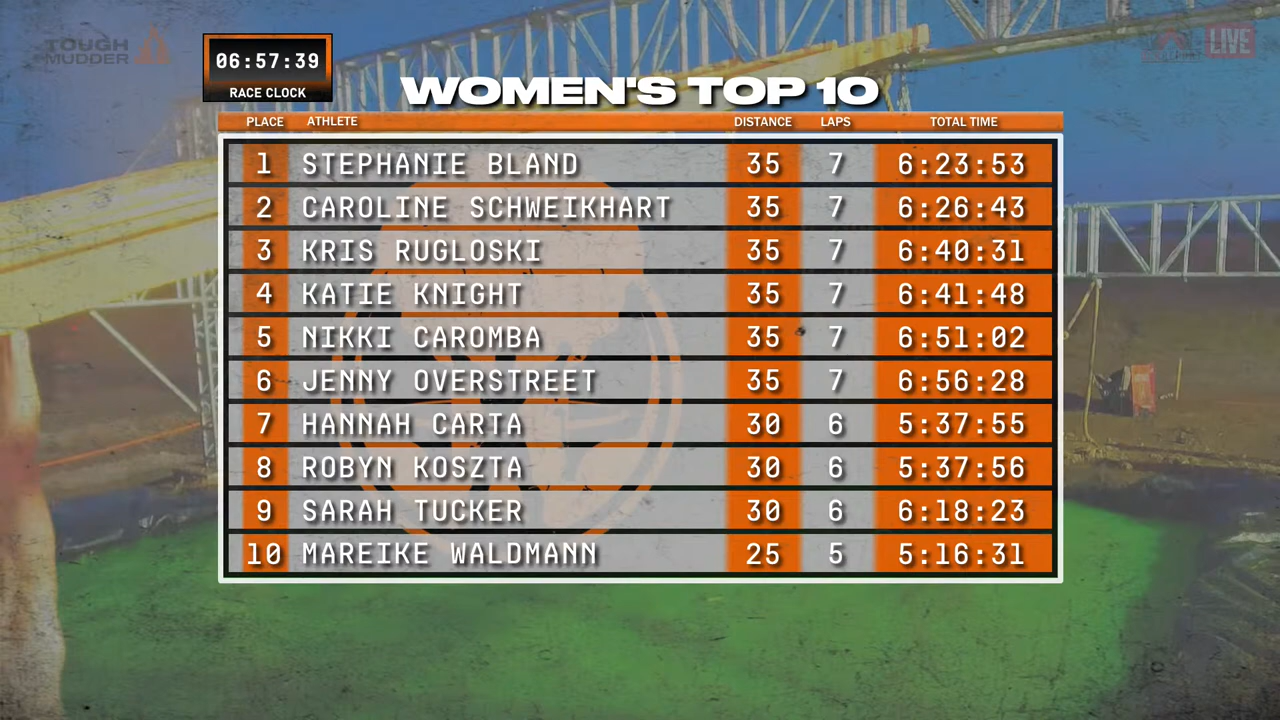 TOUGH
MUDDER
06:57:39
RACE CLOCK
LIVE
WOMEN'S TOP 10
PLACE ATHLETE DISTANCE LAPS TOTAL TIME
1 STEPHANIE BLAND 35 7 6:23:53
2 CAROLINE SCHWEIKHART 35 7 6:26:43
3 KRIS RUGLOSKI 35 7 6:40:31
4 KATIE KNIGHT 35 7 6:41:48
5 NIKKI CAROMBA 35 7 6:51:02
6 JENNY OVERSTREET 35 7 6:56:28
7 HANNAH CARTA 30 6 5:37:55
8 ROBYN KOSZTA 30 6 5:37:56
9 SARAH TUCKER 30 6 6:18:23
10 MAREIKE WALDMANN 25 5 5:16:31